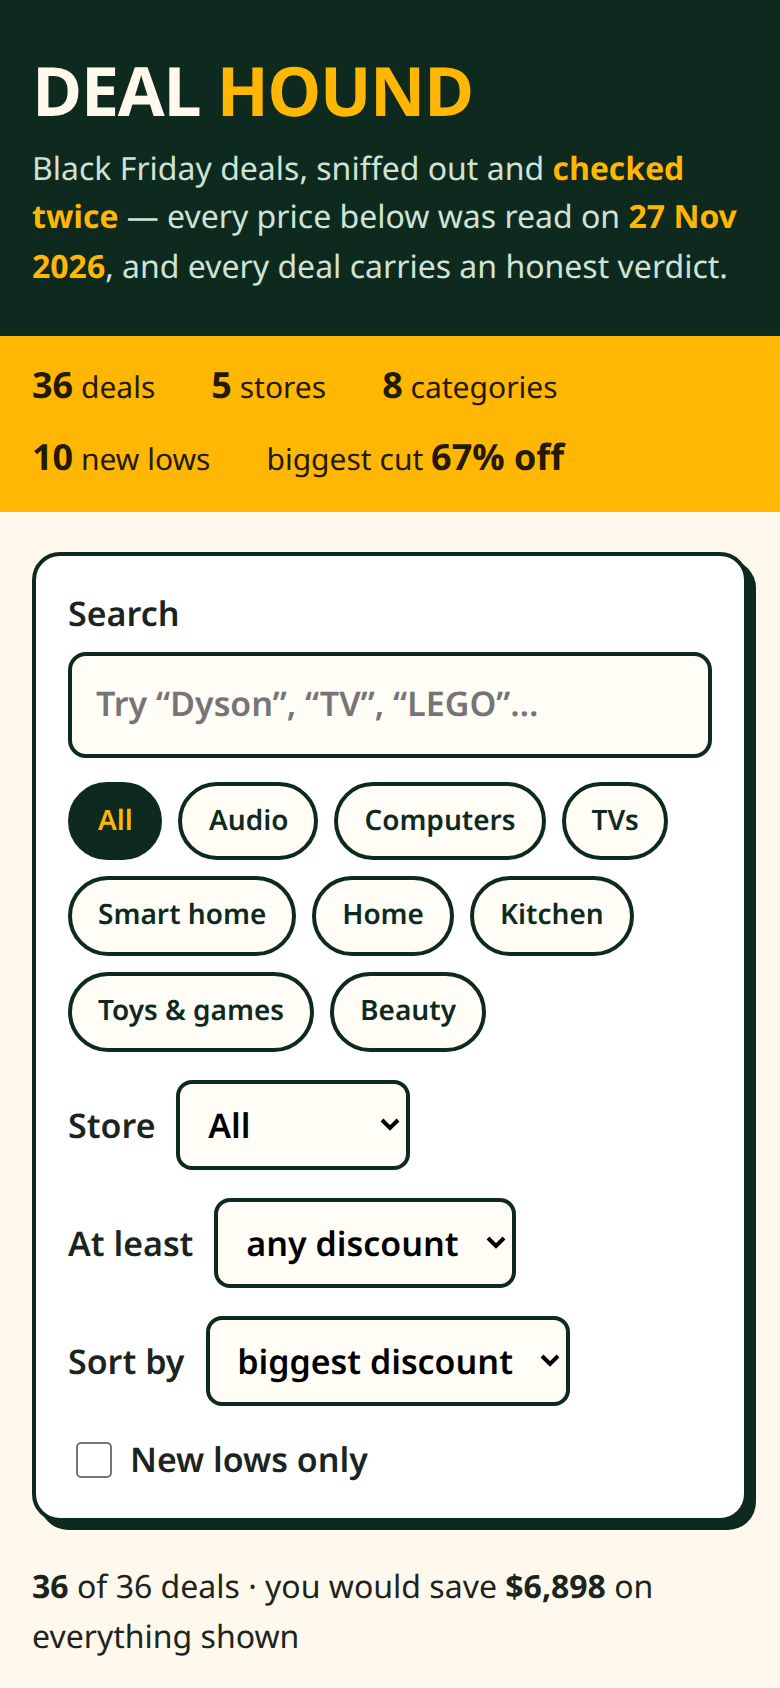 DEAL HOUND
Black Friday deals, sniffed out and checked
twice — every price below was read on 27 Nov
2026, and every deal carries an honest verdict.
36 deals 5 stores 8 categories
10 new lows biggest cut 67% off
Search
Try “Dyson”, “TV”, “LEGO”…
All Audio Computers TVs
Smart home Home Kitchen
Toys & games Beauty
Store All
At least any discount
Sort by biggest discount
New lows only
36 of 36 deals · you would save $6,898 on
everything shown